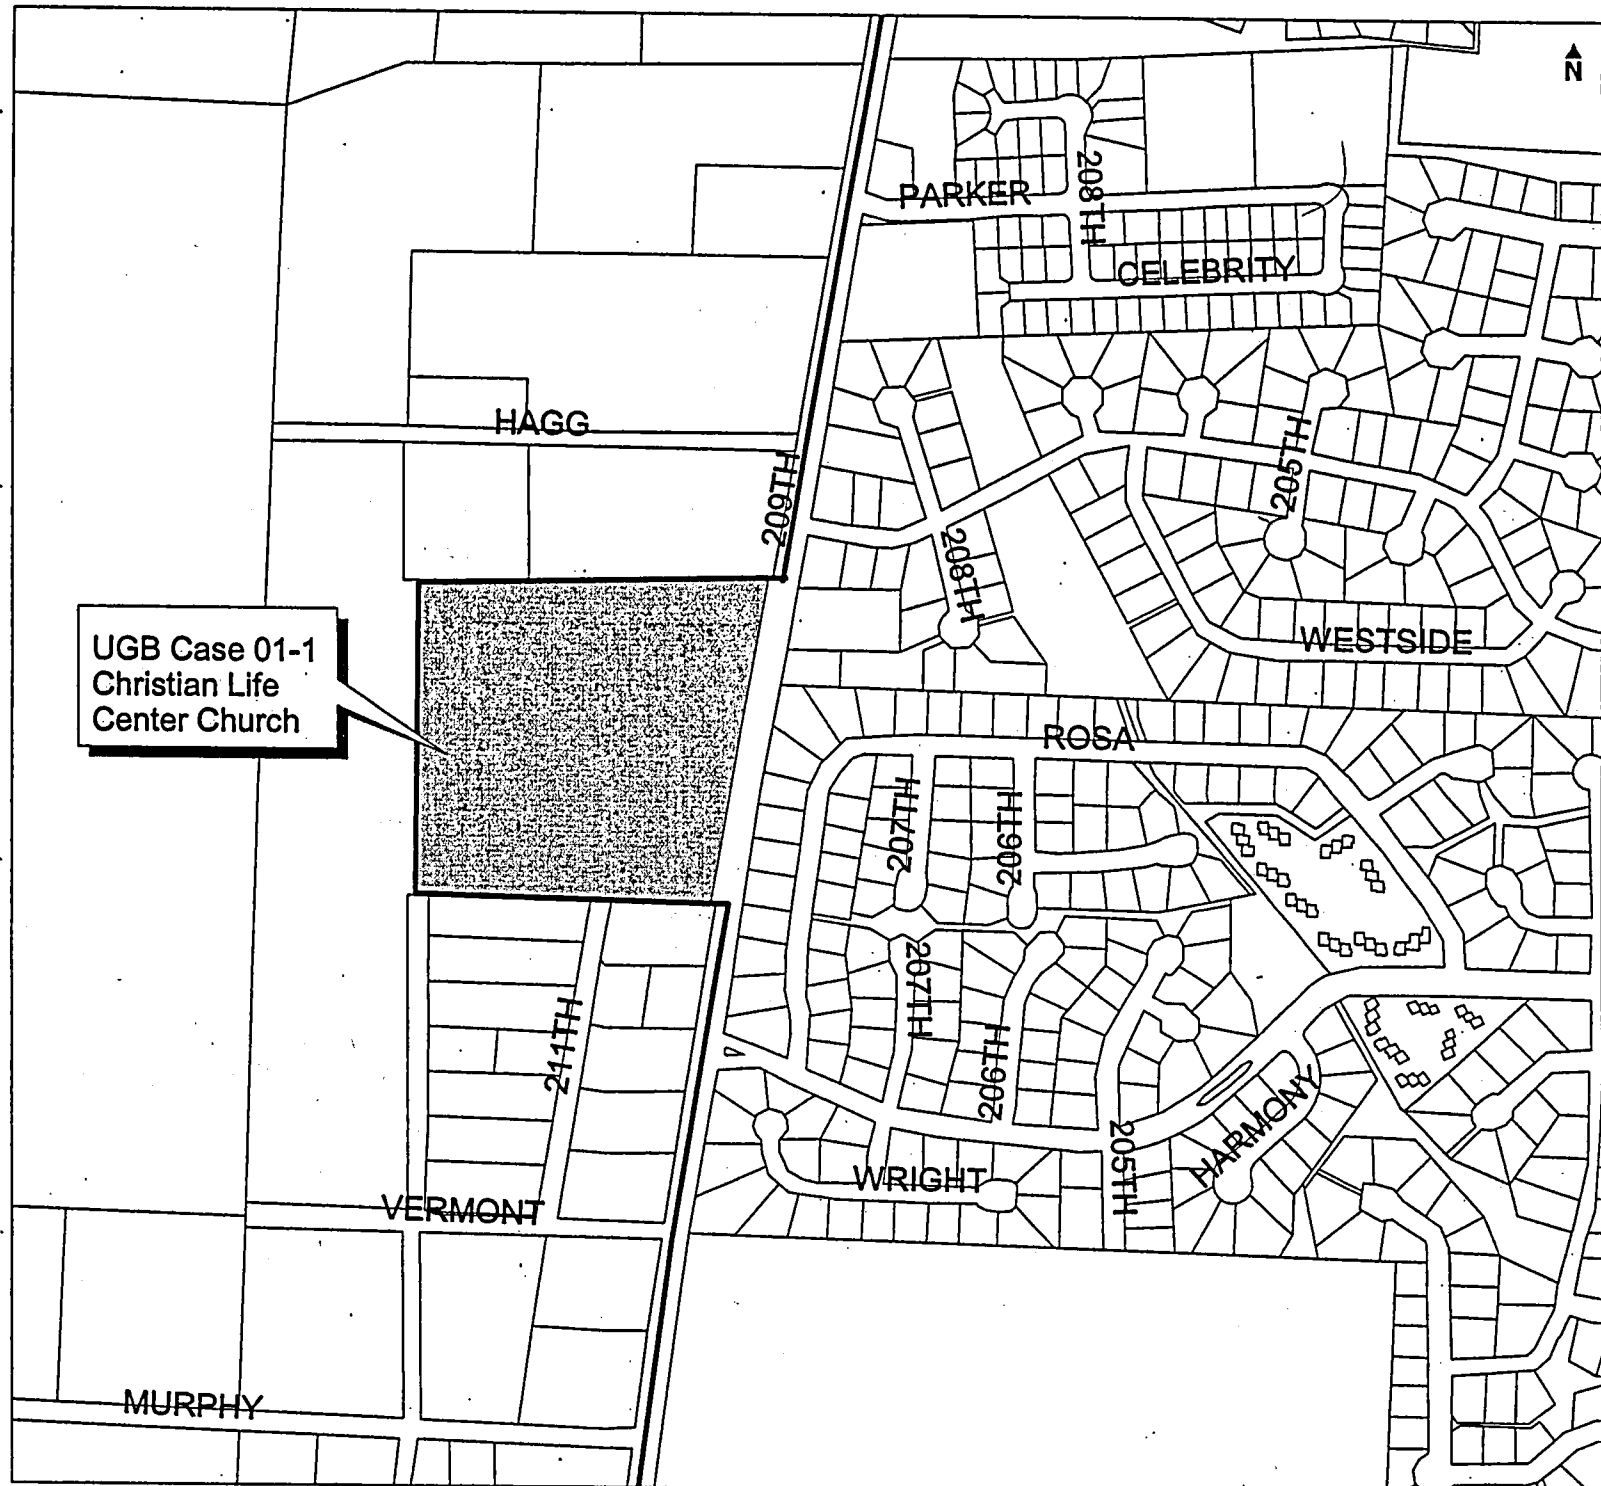 N
208TH
PARKER
CELEBRITY
HAGG
209TH
205TH
208TH
UGB Case 01-1
Christian Life
Center Church
WESTSIDE
ROSA
207TH
206TH
207TH
211TH
206TH
HARMONY
205TH
WRIGHT
VERMONT
MURPHY